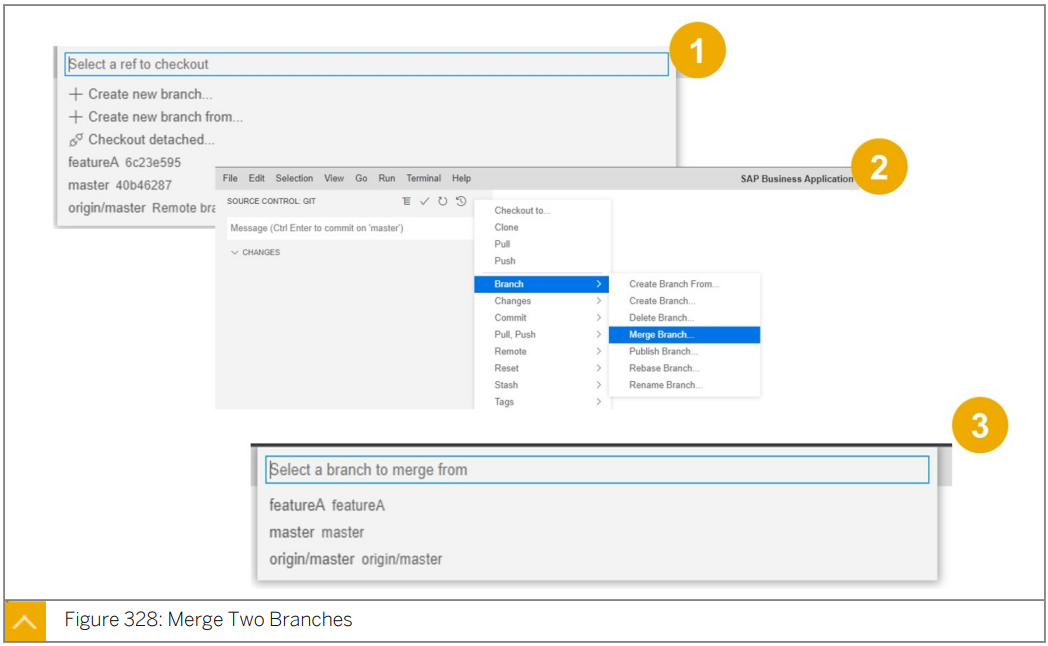 1
Select a ref to checkout
+ Create new branch...
+ Create new branch from...
Checkout detached...
featureA 6c23e595
master 40b46287
origin/master Remote bra
2
File Edit Selection View Go Run Terminal Help SAP Business Application
SOURCE CONTROL: GIT
Message (Ctrl Enter to commit on 'master')
CHANGES
Checkout to...
Clone
Pull
Push
Branch
Changes
Commit
Pull, Push
Remote
Reset
Stash
Tags
Create Branch From...
Create Branch...
Delete Branch...
Merge Branch...
Publish Branch...
Rebase Branch...
Rename Branch...
3
Select a branch to merge from
featureA featureA
master master
origin/master origin/master
Figure 328: Merge Two Branches